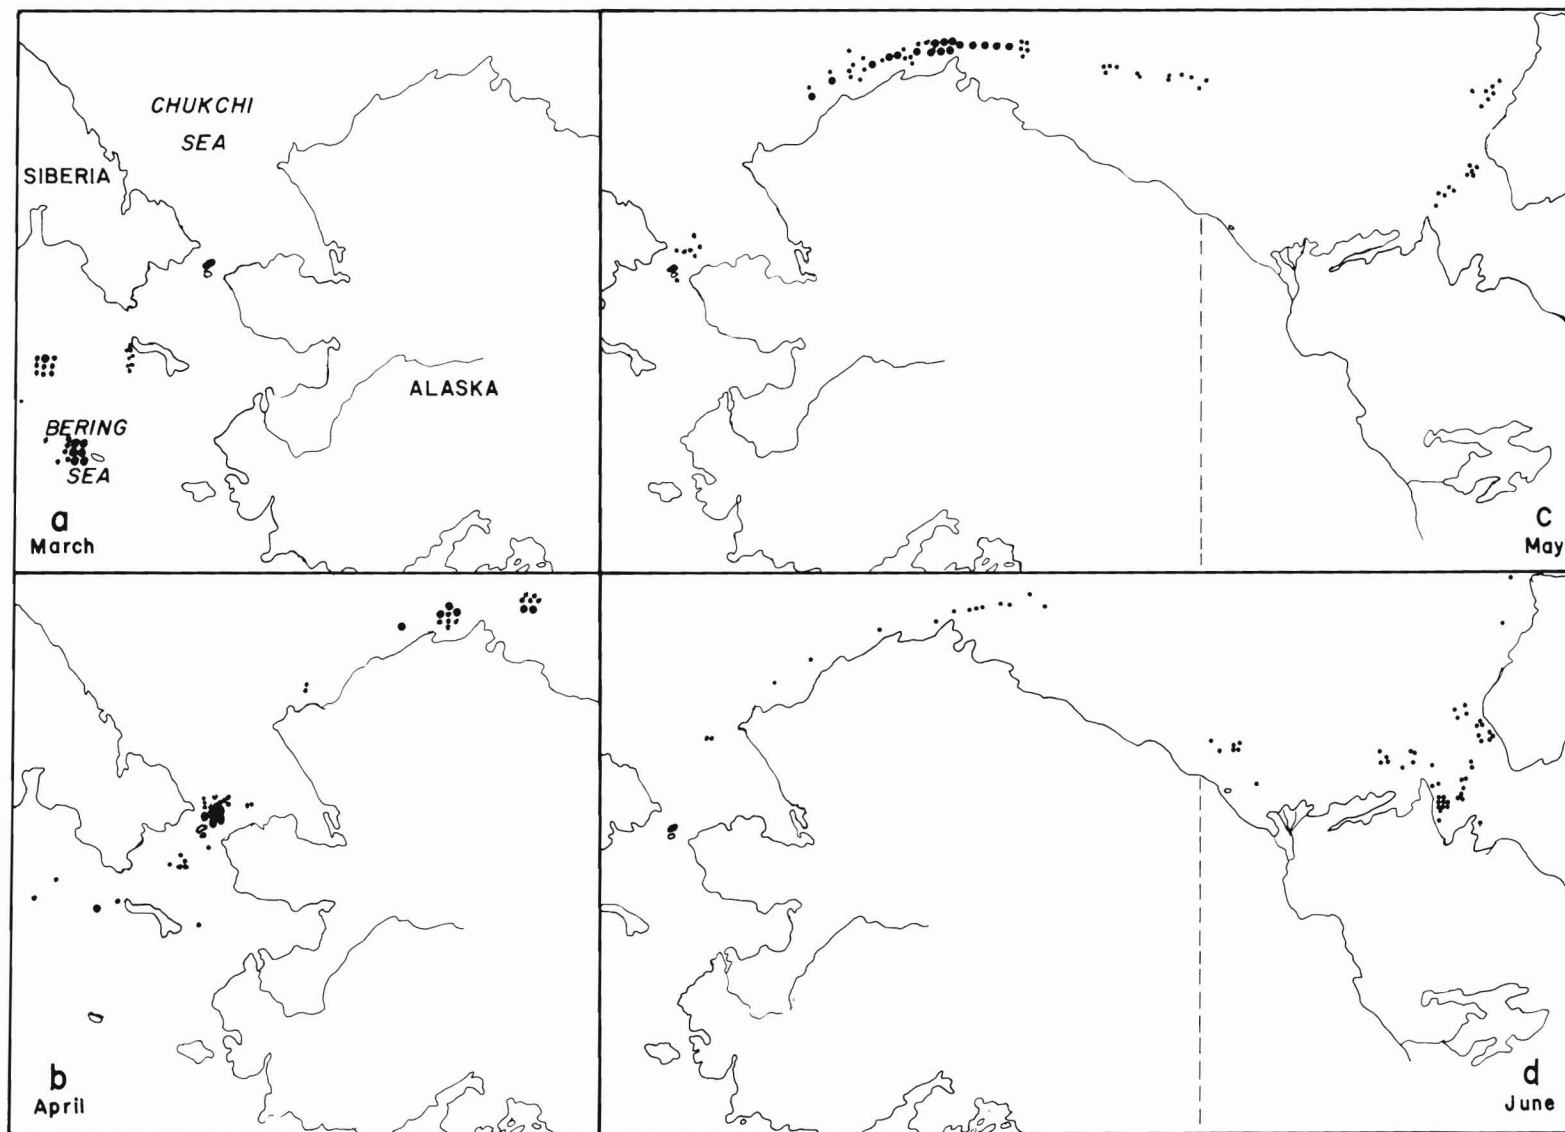 CHUKCHI
SEA
SIBERIA
ALASKA
BERING
SEA
a
March
c
May
b
April
d
June